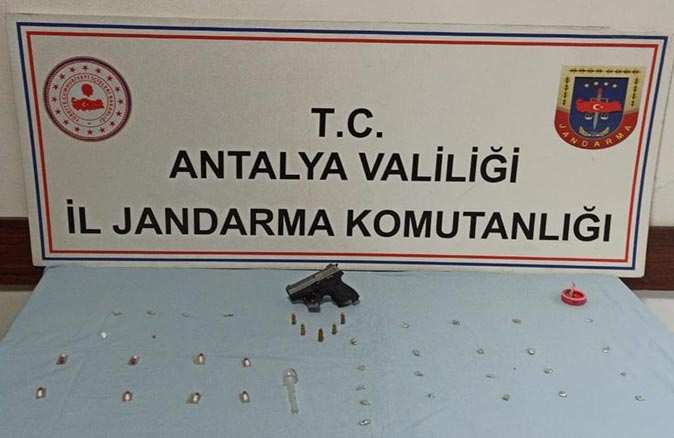 T.C.
ANTALYA VALİLİĞİ
İL JANDARMA KOMUTANLIĞI
JANDARMA